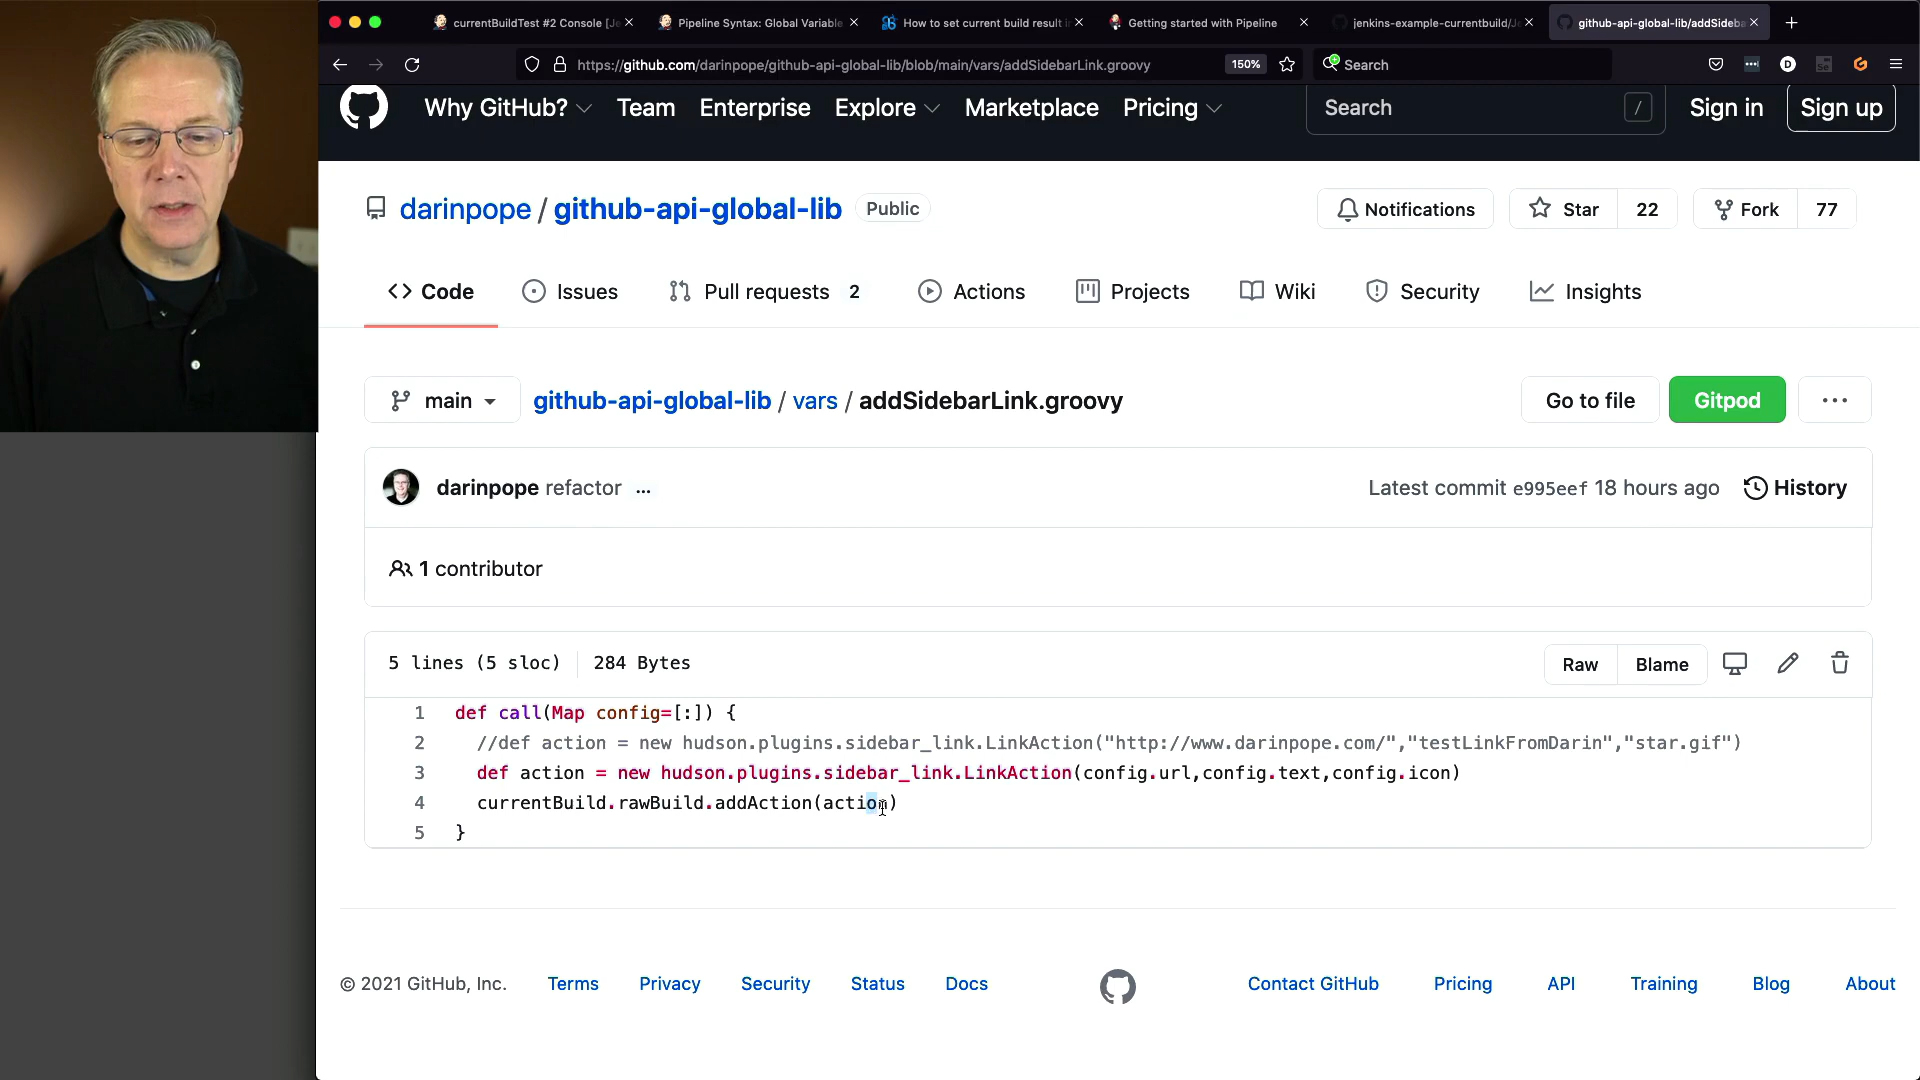 currentBuildTest #2 Console [Je
Pipeline Syntax: Global Variable
How to set current build result i
Getting started with Pipeline
jenkins-example-currentbuild/Je
github-api-global-lib/addSideba
https://github.com/darinpope/github-api-global-lib/blob/main/vars/addSidebarLink.groovy
150%
Search
Why GitHub?
Team
Enterprise
Explore
Marketplace
Pricing
Search
/
Sign in
Sign up
darinpope / github-api-global-lib
Public
Notifications
Star
22
Fork
77
Code
Issues
Pull requests 2
Actions
Projects
Wiki
Security
Insights
main
github-api-global-lib / vars / addSidebarLink.groovy
Go to file
Gitpod
...
darinpope refactor ...
Latest commit e995eef 18 hours ago
History
1 contributor
5 lines (5 sloc)
284 Bytes
Raw
Blame
1 def call(Map config=[:]) {
2 //def action = new hudson.plugins.sidebar_link.LinkAction("http://www.darinpope.com/","testLinkFromDarin","star.gif")
3 def action = new hudson.plugins.sidebar_link.LinkAction(config.url,config.text,config.icon)
4 currentBuild.rawBuild.addAction(action)
5 }
© 2021 GitHub, Inc.
Terms
Privacy
Security
Status
Docs
Contact GitHub
Pricing
API
Training
Blog
About